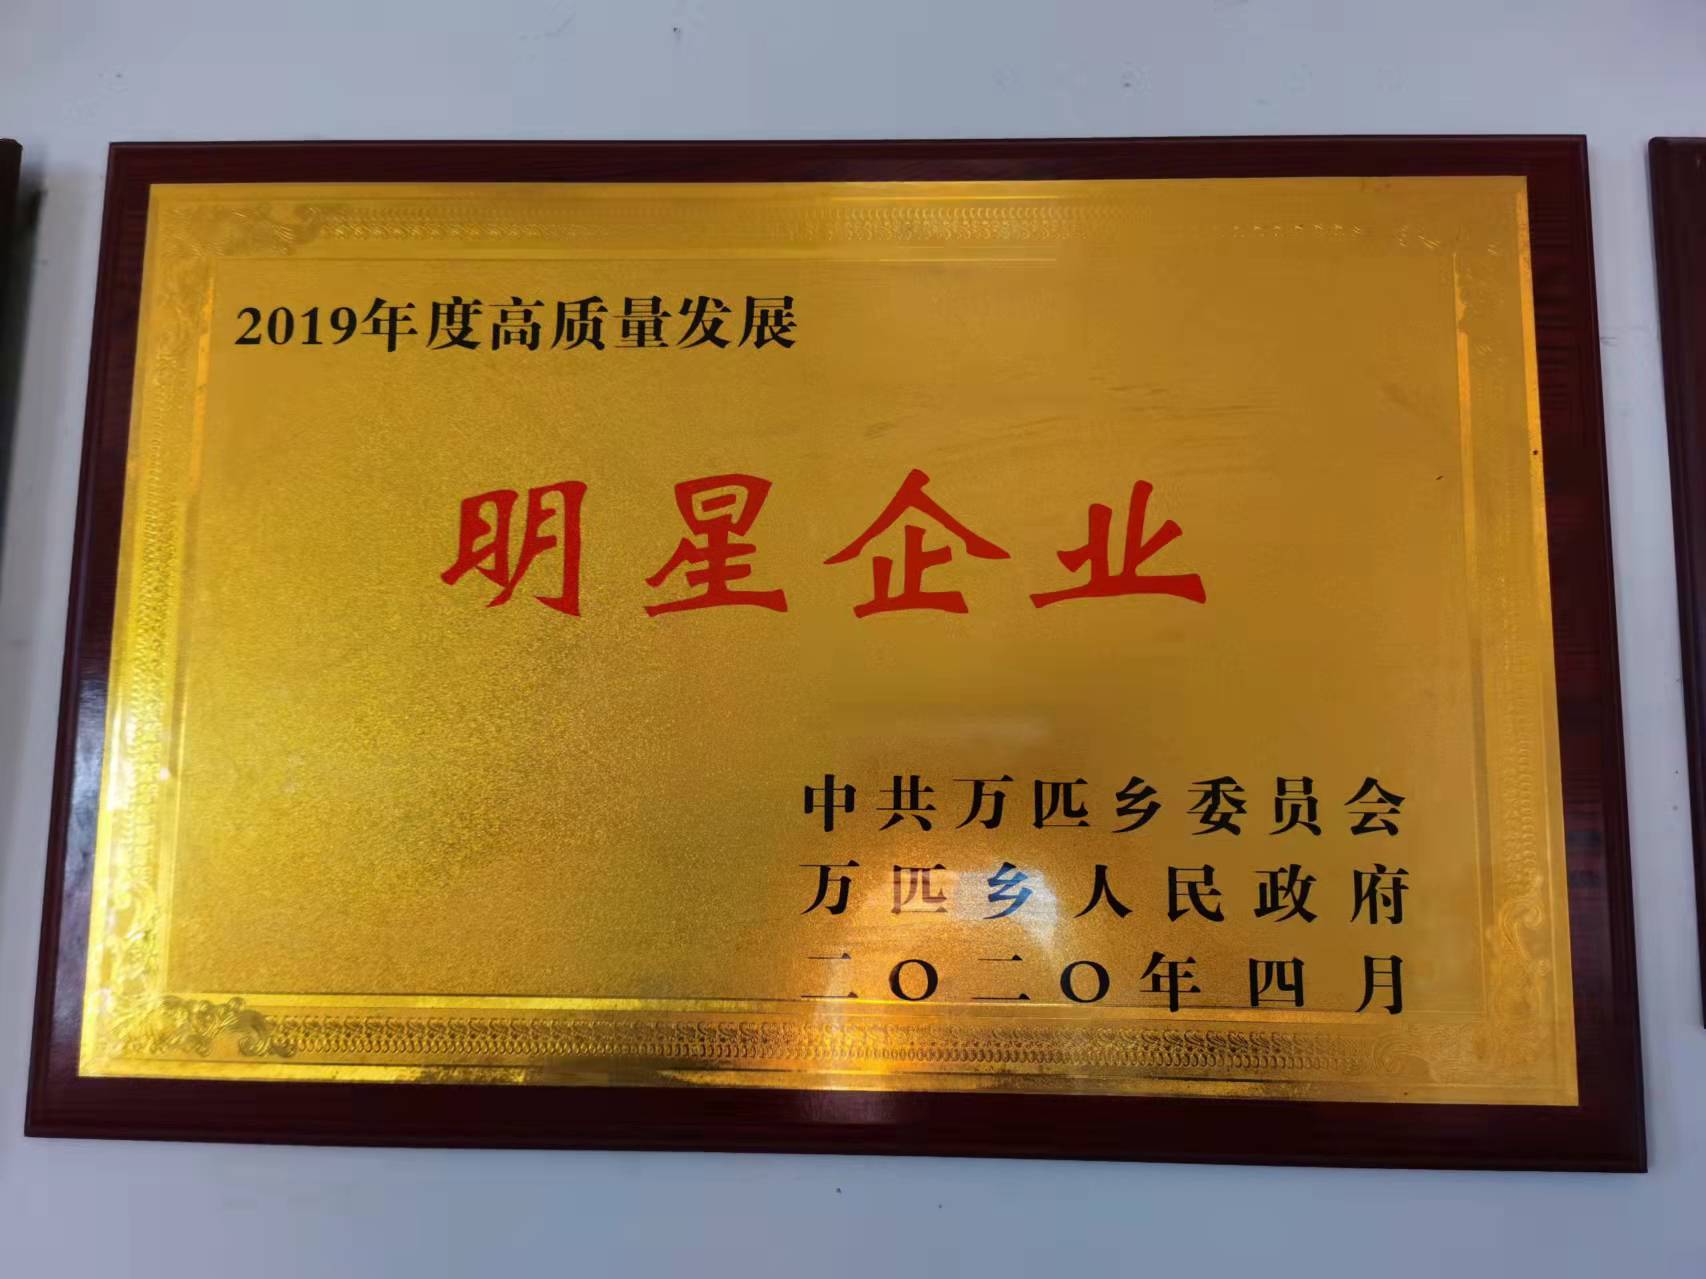 2019年度高质量发展
明星企业
中共万匹乡委员会
万匹乡人民政府
二〇二〇年四月